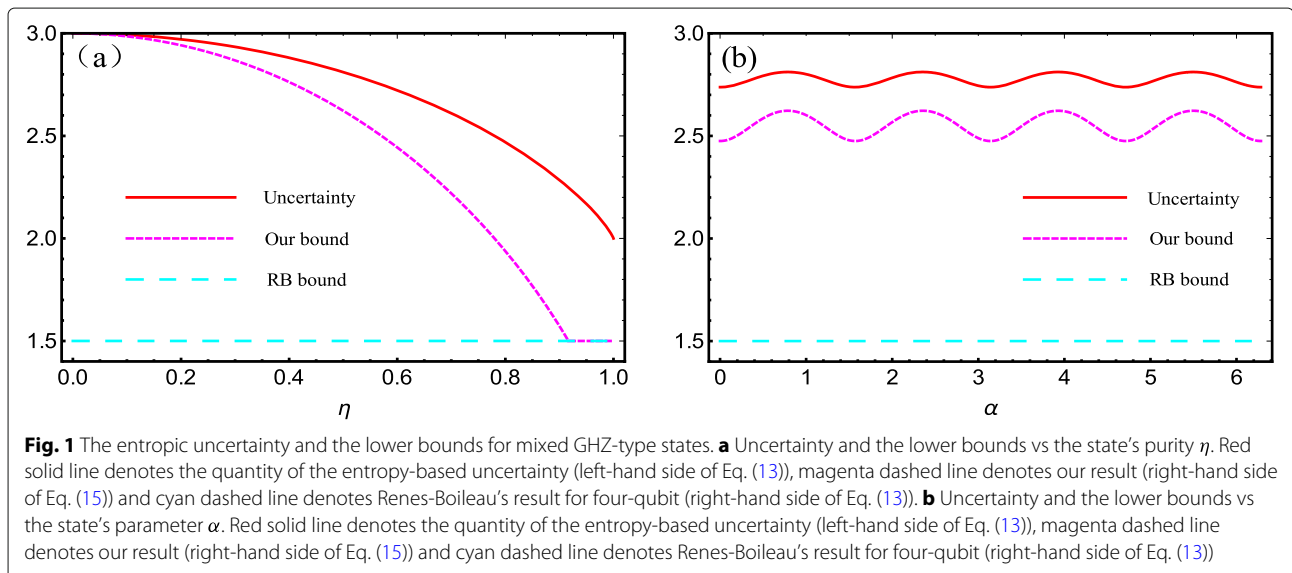 (a)
3.0
2.5
2.0
1.5
Uncertainty
Our bound
RB bound
0.0 0.2 0.4 0.6 0.8 1.0
η
(b)
3.0
2.5
2.0
1.5
Uncertainty
Our bound
RB bound
0 1 2 3 4 5 6
α
Fig. 1 The entropic uncertainty and the lower bounds for mixed GHZ-type states. a Uncertainty and the lower bounds vs the state's purity η. Red
solid line denotes the quantity of the entropy-based uncertainty (left-hand side of Eq. (13)), magenta dashed line denotes our result (right-hand side
of Eq. (15)) and cyan dashed line denotes Renes-Boileau's result for four-qubit (right-hand side of Eq. (13)). b Uncertainty and the lower bounds vs
the state's parameter α. Red solid line denotes the quantity of the entropy-based uncertainty (left-hand side of Eq. (13)), magenta dashed line
denotes our result (right-hand side of Eq. (15)) and cyan dashed line denotes Renes-Boileau's result for four-qubit (right-hand side of Eq. (13))